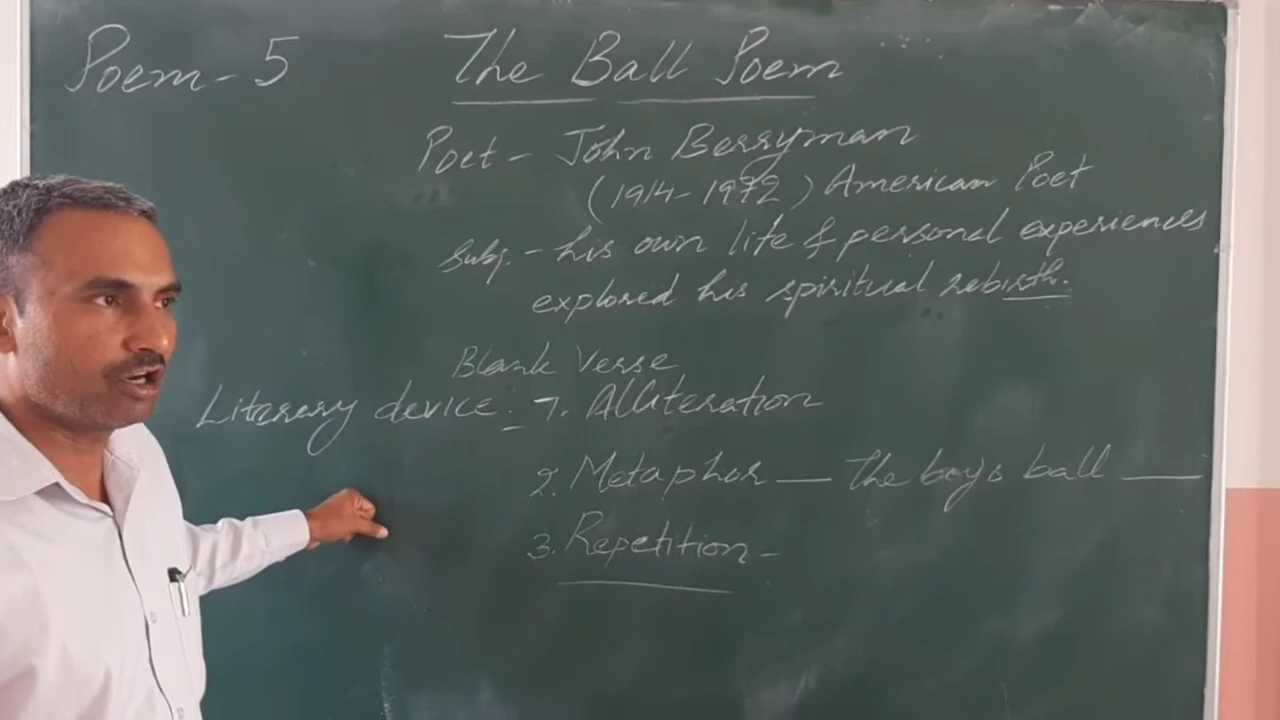 Poem - 5 The Ball Poem
Poet - John Berryman
(1914-1972) American Poet
Subj. - his own life & personal experiences
explored his spiritual rebirth.
Blank Verse
Literary device : 1. Alliteration
2. Metaphor — The boy's ball —
3. Repetition -